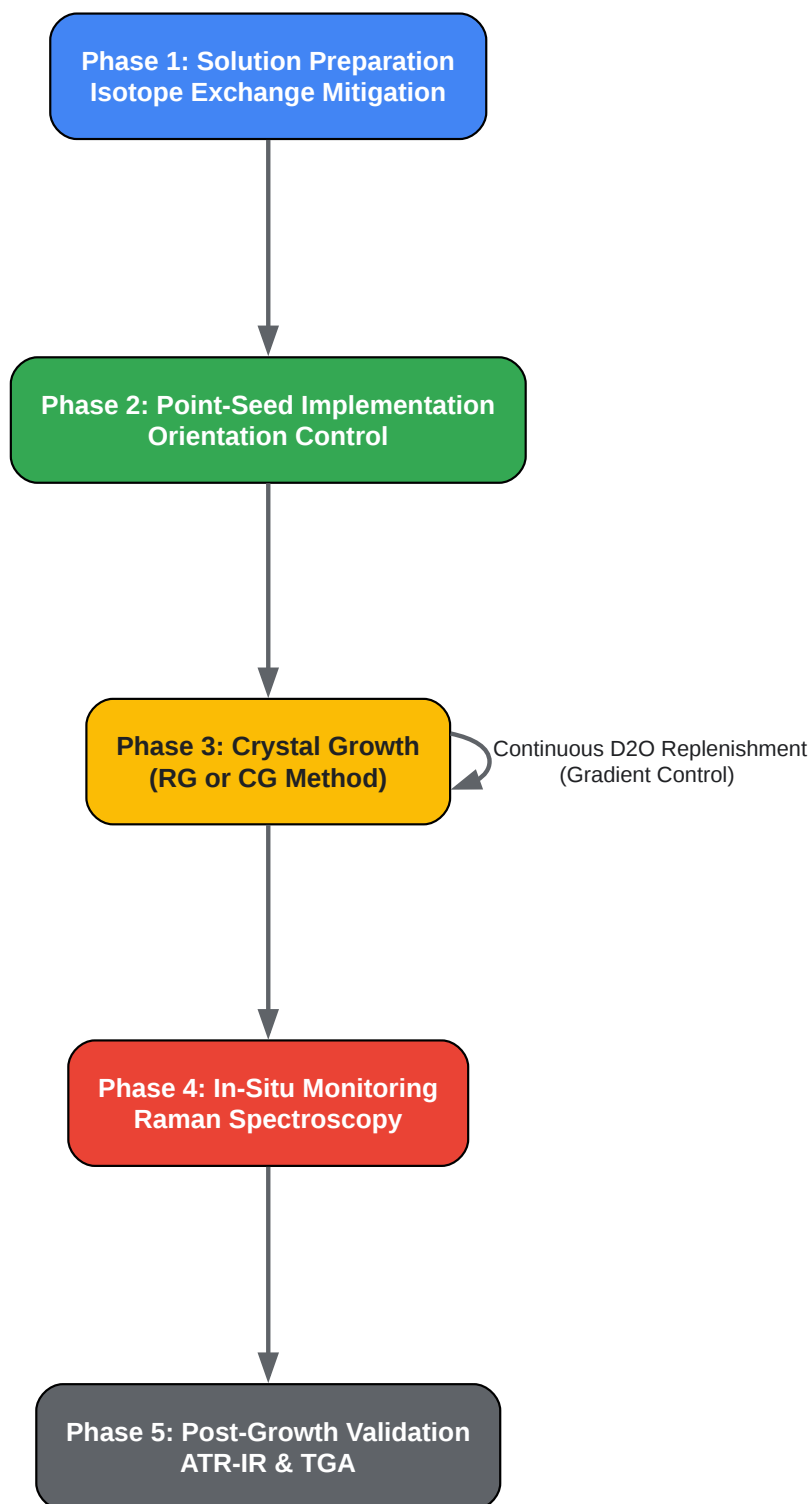 Phase 1: Solution Preparation
Isotope Exchange Mitigation
Phase 2: Point-Seed Implementation
Orientation Control
Phase 3: Crystal Growth
(RG or CG Method)
Continuous D2O Replenishment
(Gradient Control)
Phase 4: In-Situ Monitoring
Raman Spectroscopy
Phase 5: Post-Growth Validation
ATR-IR & TGA